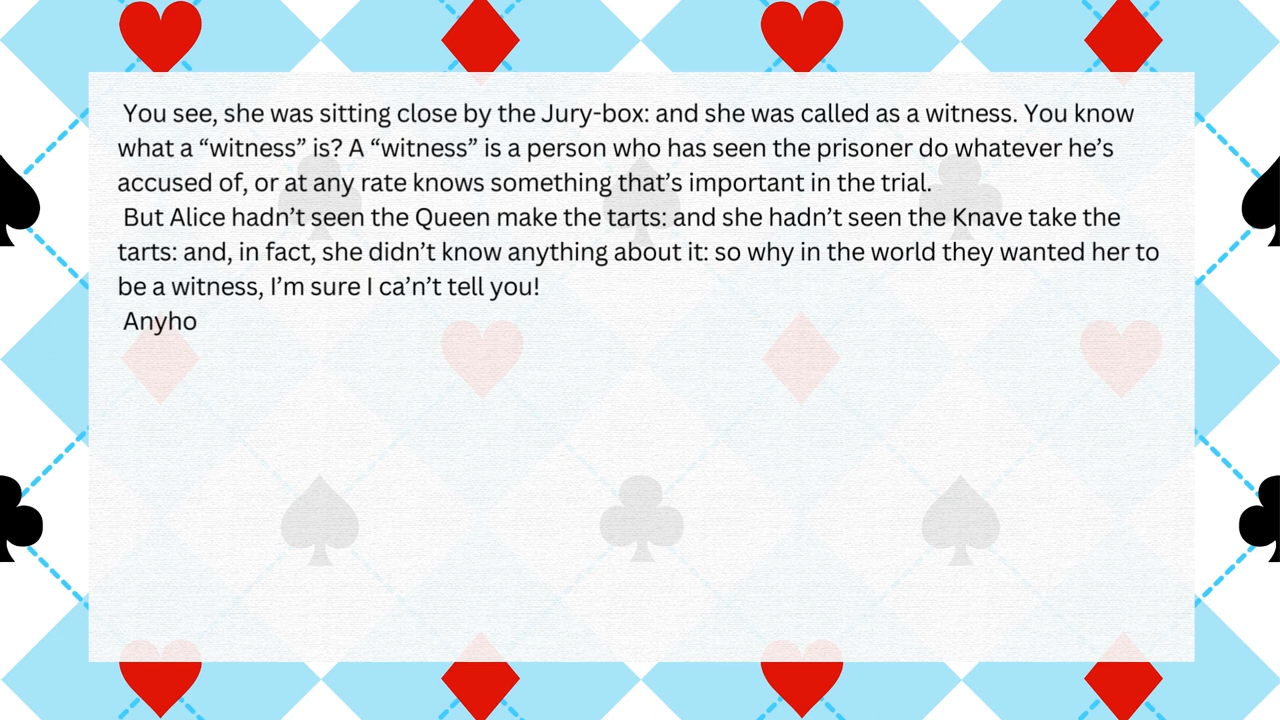 You see, she was sitting close by the Jury-box: and she was called as a witness. You know
what a “witness” is? A “witness” is a person who has seen the prisoner do whatever he’s
accused of, or at any rate knows something that’s important in the trial.
But Alice hadn’t seen the Queen make the tarts: and she hadn’t seen the Knave take the
tarts: and, in fact, she didn’t know anything about it: so why in the world they wanted her to
be a witness, I’m sure I ca’n’t tell you!
Anyho